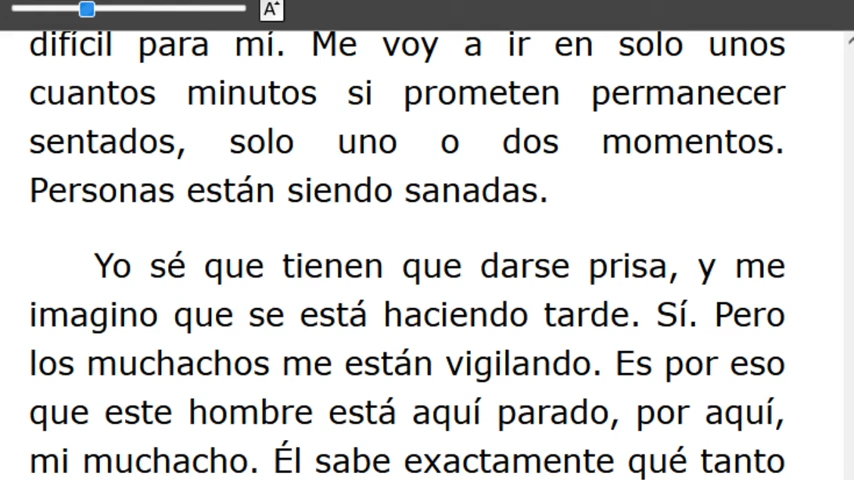 A
difícil para mí. Me voy a ir en solo unos
cuantos minutos si prometen permanecer
sentados, solo uno o dos momentos.
Personas están siendo sanadas.
Yo sé que tienen que darse prisa, y me
imagino que se está haciendo tarde. Sí. Pero
los muchachos me están vigilando. Es por eso
que este hombre está aquí parado, por aquí,
mi muchacho. Él sabe exactamente qué tanto